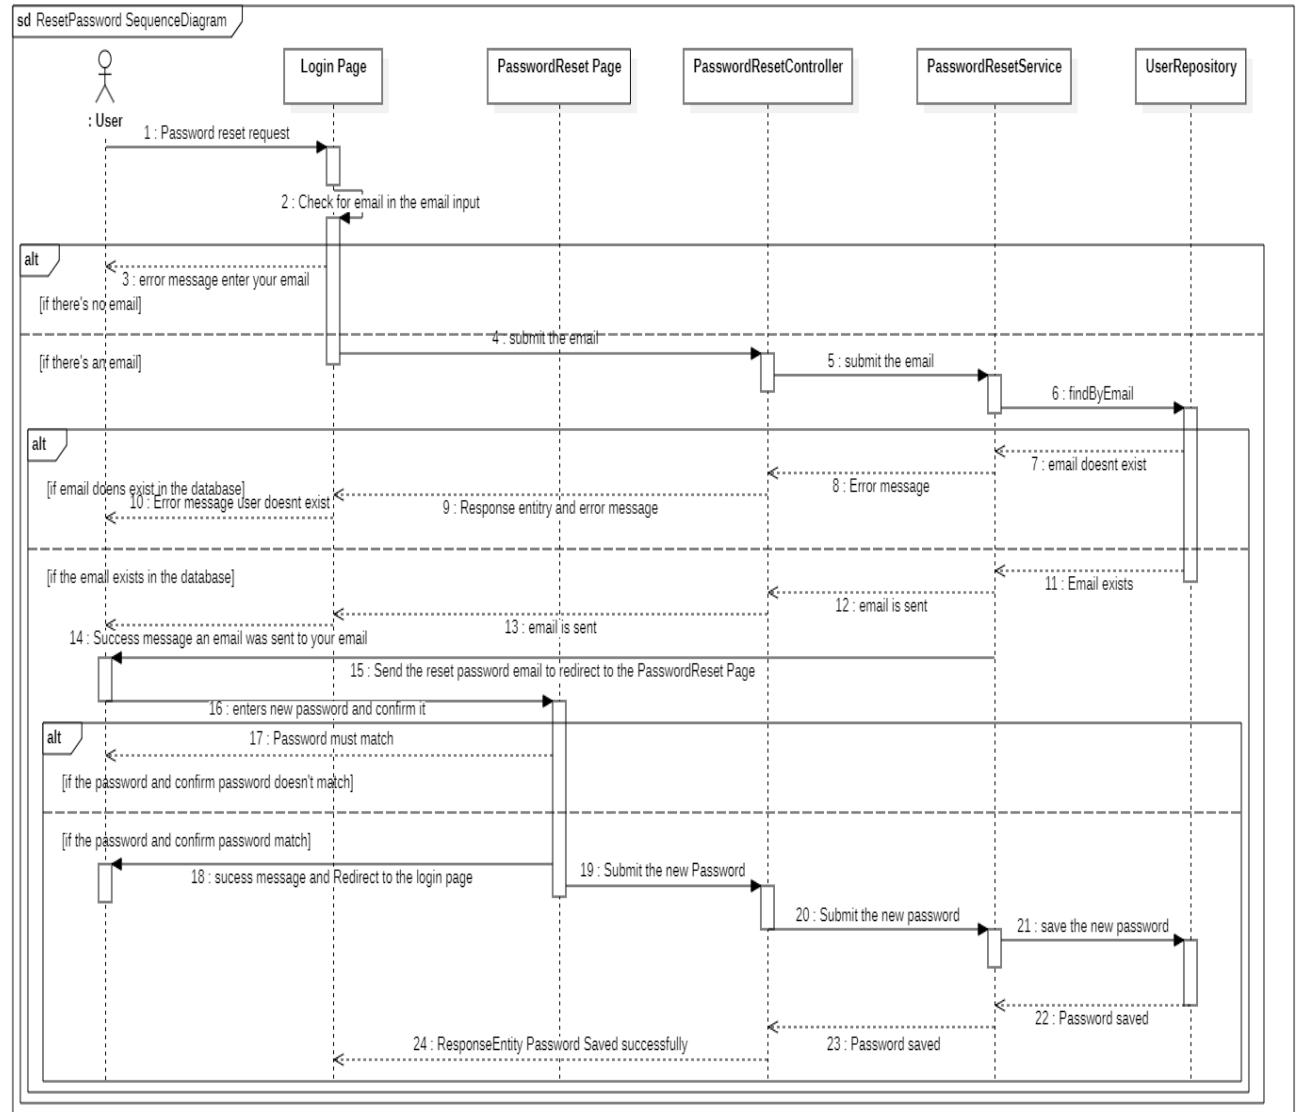 sd ResetPassword SequenceDiagram
: User
Login Page
PasswordReset Page
PasswordResetController
PasswordResetService
UserRepository
1 : Password reset request
2 : Check for email in the email input
alt
3 : error message enter your email
[if there's no email]
4 : submit the email
[if there's an email]
5 : submit the email
6 : findByEmail
alt
7 : email doesnt exist
8 : Error message
[if email doens exist in the database]
9 : Response entitry and error message
10 : Error message user doesnt exist
[if the email exists in the database]
11 : Email exists
12 : email is sent
13 : email is sent
14 : Success message an email was sent to your email
15 : Send the reset password email to redirect to the PasswordReset Page
16 : enters new password and confirm it
alt
17 : Password must match
[if the password and confirm password doesn't match]
[if the password and confirm password match]
18 : sucess message and Redirect to the login page
19 : Submit the new Password
20 : Submit the new password
21 : save the new password
22 : Password saved
23 : Password saved
24 : ResponseEntity Password Saved successfully